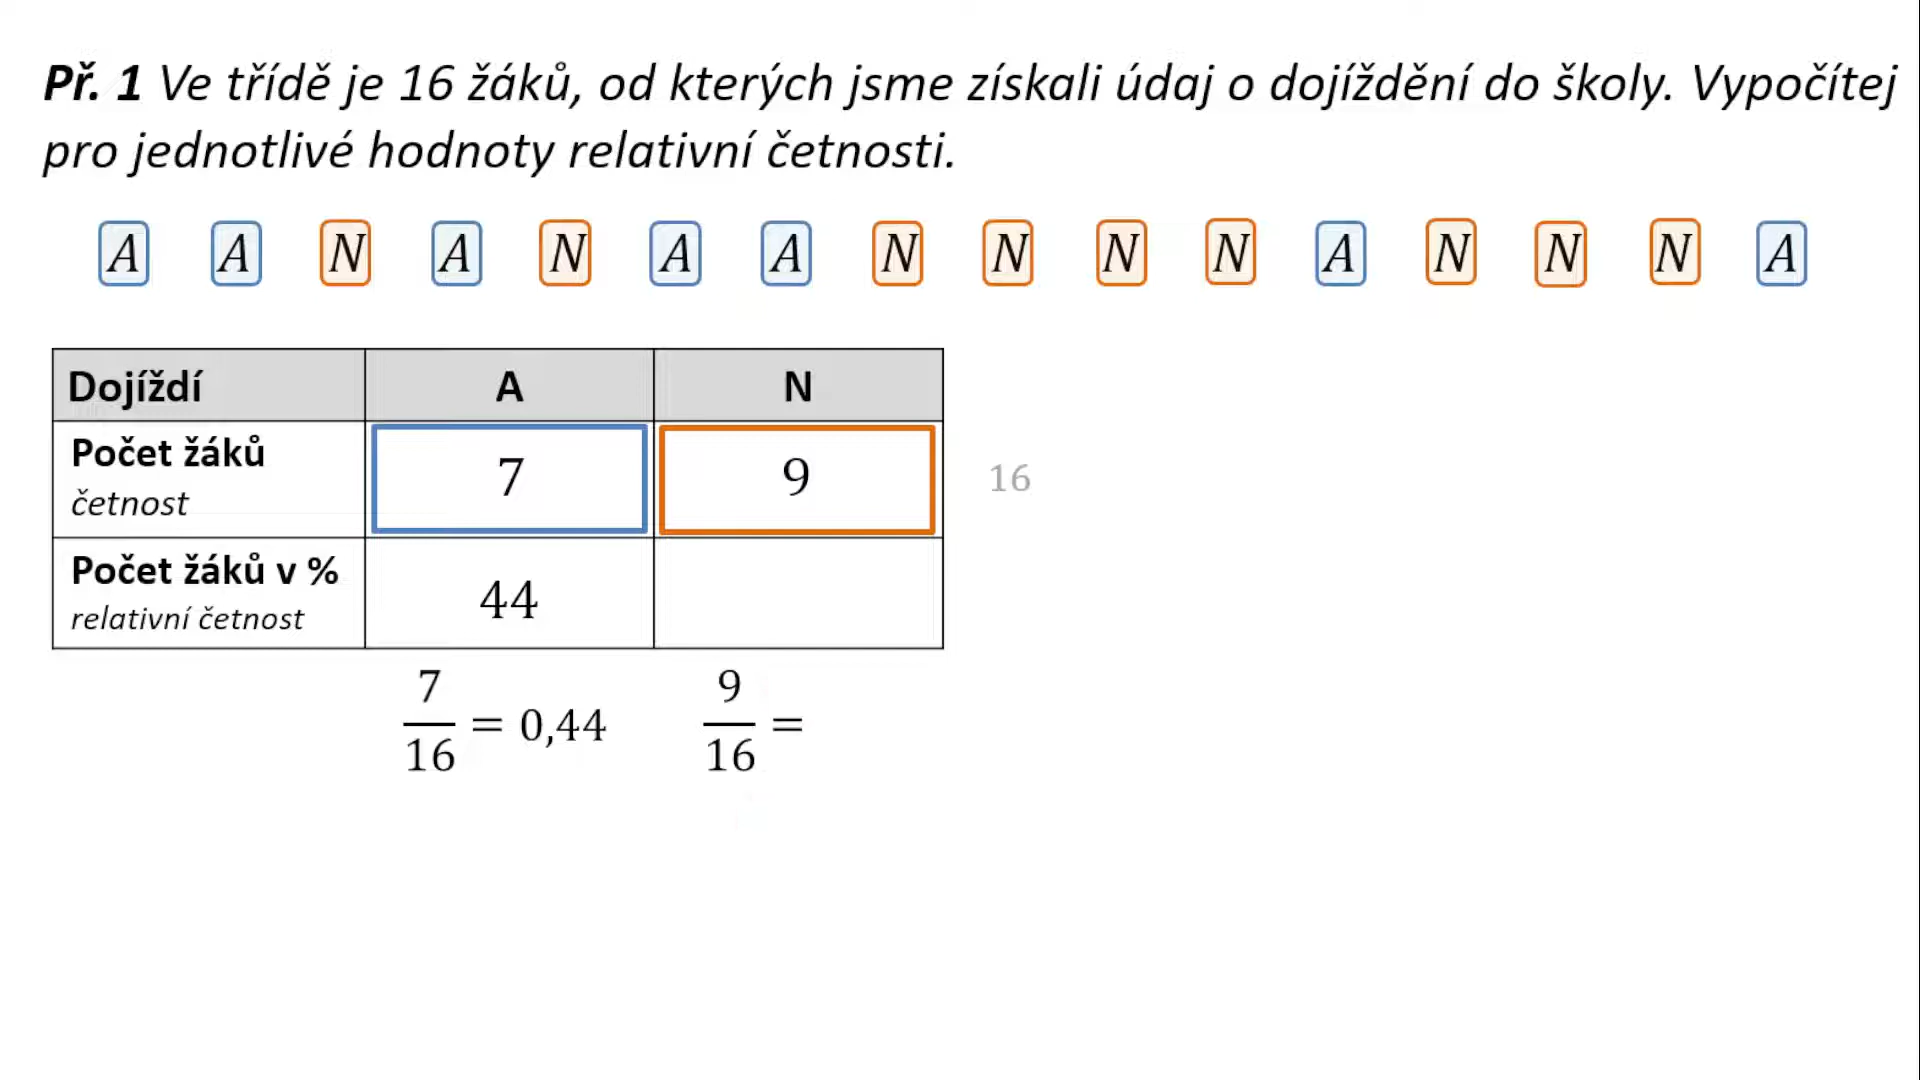 Př. 1 Ve třídě je 16 žáků, od kterých jsme získali údaj o dojíždění do školy. Vypočítej
pro jednotlivé hodnoty relativní četnosti.
A A N A N A A N N N N A N N N A
Dojíždí A N
Počet žáků
četnost
7 9 16
Počet žáků v %
relativní četnost
44
7/16 = 0,44 9/16 =